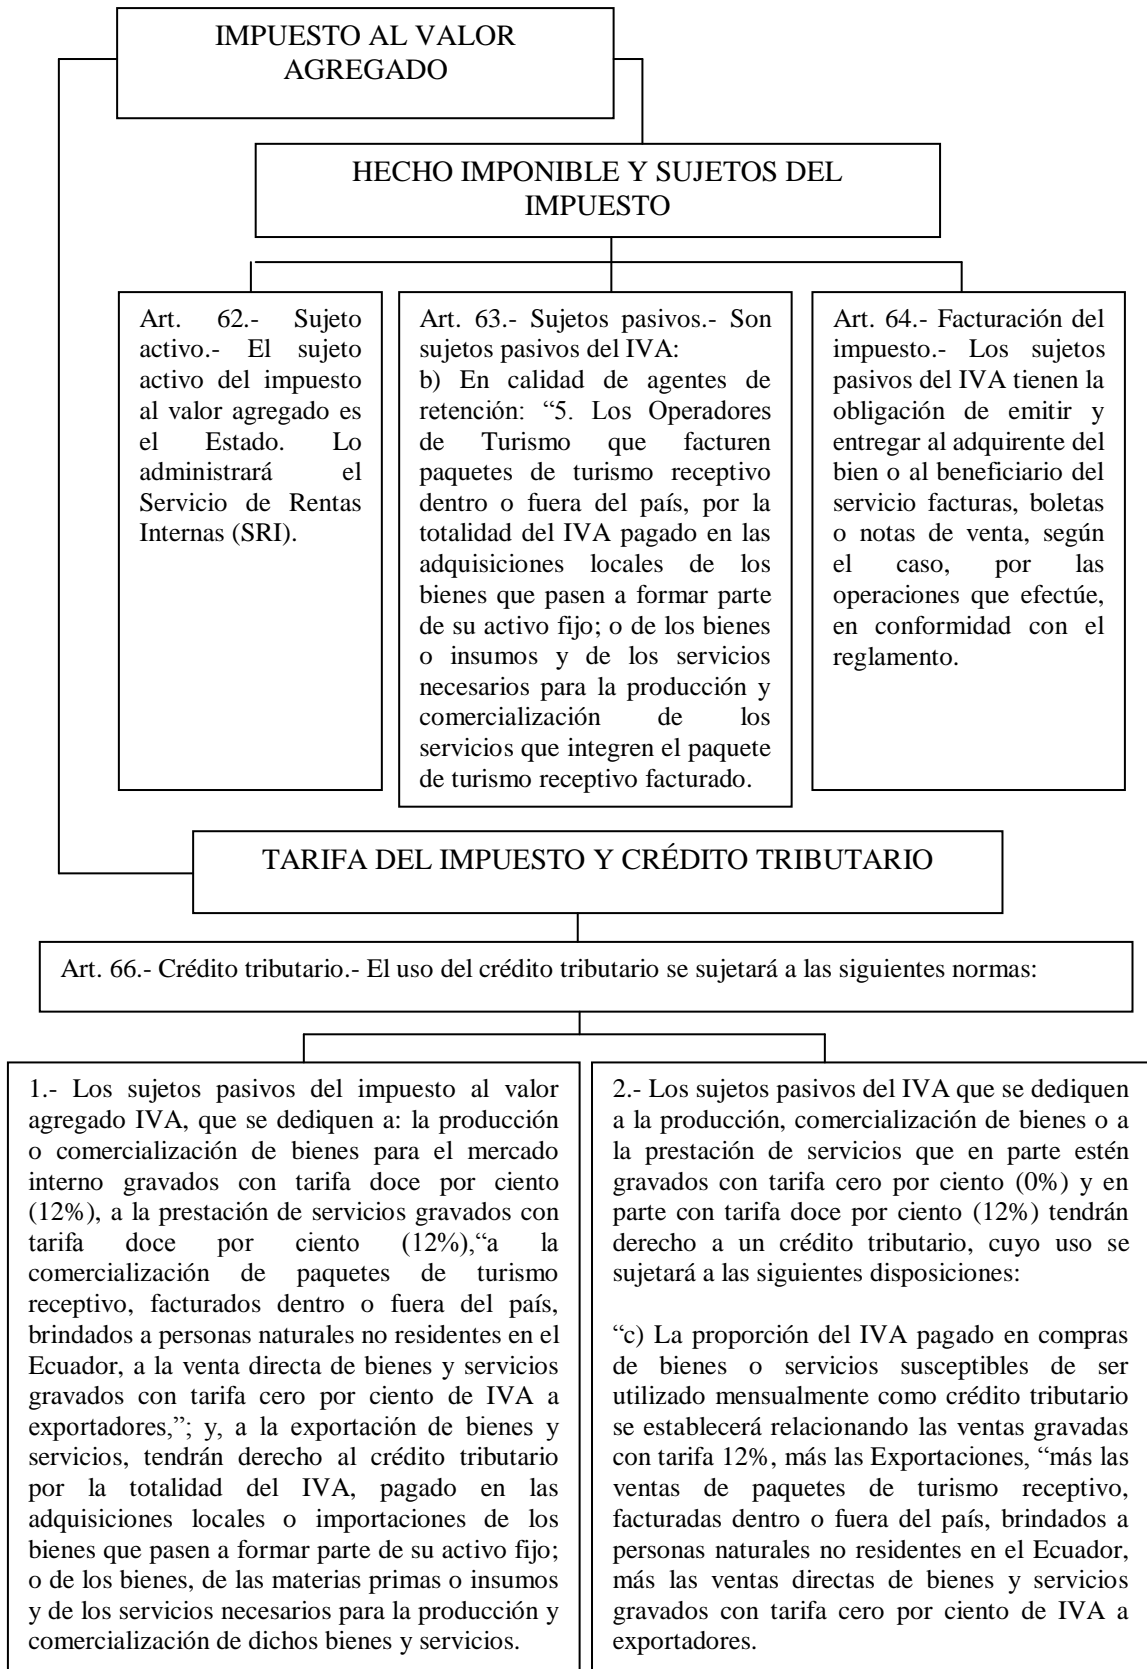 IMPUESTO AL VALOR
AGREGADO
HECHO IMPONIBLE Y SUJETOS DEL
IMPUESTO
Art. 62.- Sujeto
activo.- El sujeto
activo del impuesto
al valor agregado es
el Estado. Lo
administrará el
Servicio de Rentas
Internas (SRI).
Art. 63.- Sujetos pasivos.- Son
sujetos pasivos del IVA:
b) En calidad de agentes de
retención: “5. Los Operadores
de Turismo que facturen
paquetes de turismo receptivo
dentro o fuera del país, por la
totalidad del IVA pagado en las
adquisiciones locales de los
bienes que pasen a formar parte
de su activo fijo; o de los bienes
o insumos y de los servicios
necesarios para la producción y
comercialización de los
servicios que integren el paquete
de turismo receptivo facturado.
Art. 64.- Facturación del
impuesto.- Los sujetos
pasivos del IVA tienen la
obligación de emitir y
entregar al adquirente del
bien o al beneficiario del
servicio facturas, boletas
o notas de venta, según
el caso, por las
operaciones que efectúe,
en conformidad con el
reglamento.
TARIFA DEL IMPUESTO Y CRÉDITO TRIBUTARIO
Art. 66.- Crédito tributario.- El uso del crédito tributario se sujetará a las siguientes normas:
1.- Los sujetos pasivos del impuesto al valor
agregado IVA, que se dediquen a: la producción
o comercialización de bienes para el mercado
interno gravados con tarifa doce por ciento
(12%), a la prestación de servicios gravados con
tarifa doce por ciento (12%),“a la
comercialización de paquetes de turismo
receptivo, facturados dentro o fuera del país,
brindados a personas naturales no residentes en el
Ecuador, a la venta directa de bienes y servicios
gravados con tarifa cero por ciento de IVA a
exportadores,”; y, a la exportación de bienes y
servicios, tendrán derecho al crédito tributario
por la totalidad del IVA, pagado en las
adquisiciones locales o importaciones de los
bienes que pasen a formar parte de su activo fijo;
o de los bienes, de las materias primas o insumos
y de los servicios necesarios para la producción y
comercialización de dichos bienes y servicios.
2.- Los sujetos pasivos del IVA que se dediquen
a la producción, comercialización de bienes o a
la prestación de servicios que en parte estén
gravados con tarifa cero por ciento (0%) y en
parte con tarifa doce por ciento (12%) tendrán
derecho a un crédito tributario, cuyo uso se
sujetará a las siguientes disposiciones:
“c) La proporción del IVA pagado en compras
de bienes o servicios susceptibles de ser
utilizado mensualmente como crédito tributario
se establecerá relacionando las ventas gravadas
con tarifa 12%, más las Exportaciones, “más las
ventas de paquetes de turismo receptivo,
facturadas dentro o fuera del país, brindados a
personas naturales no residentes en el Ecuador,
más las ventas directas de bienes y servicios
gravados con tarifa cero por ciento de IVA a
exportadores.